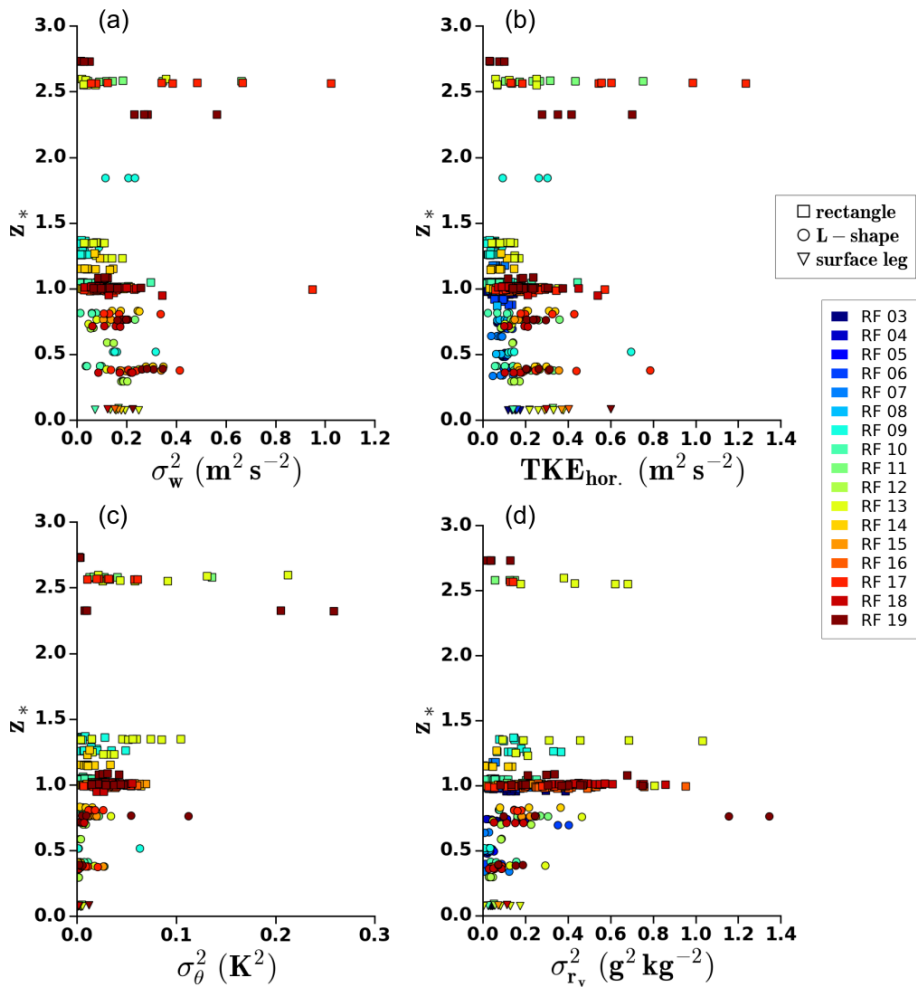 (a) (b)
3.0 3.0
2.5 2.5
2.0 2.0
z* z*
1.5 1.5
1.0 1.0
0.5 0.5
0.0 0.0
0.0 0.2 0.4 0.6 0.8 1.0 1.2
0.0 0.2 0.4 0.6 0.8 1.0 1.2 1.4
σ²w (m² s⁻²)
TKEhor. (m² s⁻²)
rectangle
L – shape
surface leg
RF 03
RF 04
RF 05
RF 06
RF 07
RF 08
RF 09
RF 10
RF 11
RF 12
RF 13
RF 14
RF 15
RF 16
RF 17
RF 18
RF 19
(c) (d)
3.0 3.0
2.5 2.5
2.0 2.0
z* z*
1.5 1.5
1.0 1.0
0.5 0.5
0.0 0.0
0.0 0.1 0.2 0.3
0.0 0.2 0.4 0.6 0.8 1.0 1.2 1.4
σ²θ (K²)
σ²rv (g² kg⁻²)